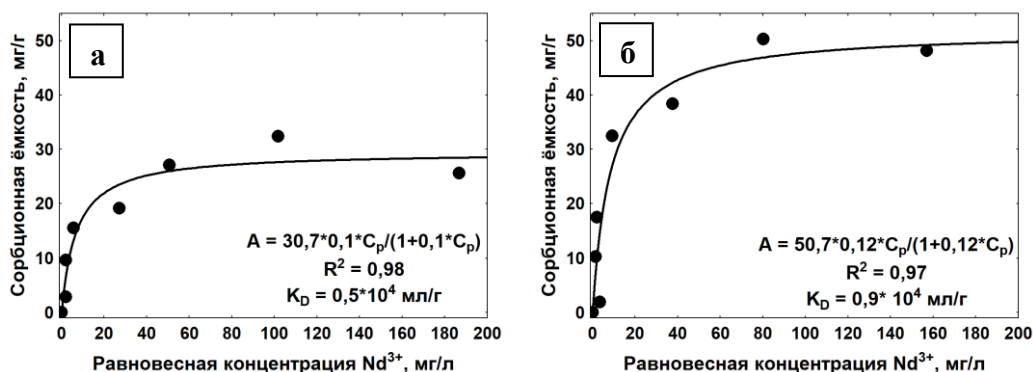 а
Сорбционная ёмкость, мг/г
50
40
30
20
10
0
A = 30,7*0,1*Cₚ/(1+0,1*Cₚ)
R² = 0,98
K_D = 0,5*10⁴ мл/г
0 20 40 60 80 100 120 140 160 180 200
Равновесная концентрация Nd³⁺, мг/л
б
Сорбционная ёмкость, мг/г
50
40
30
20
10
0
A = 50,7*0,12*Cₚ/(1+0,12*Cₚ)
R² = 0,97
K_D = 0,9* 10⁴ мл/г
0 20 40 60 80 100 120 140 160 180 200
Равновесная концентрация Nd³⁺, мг/л